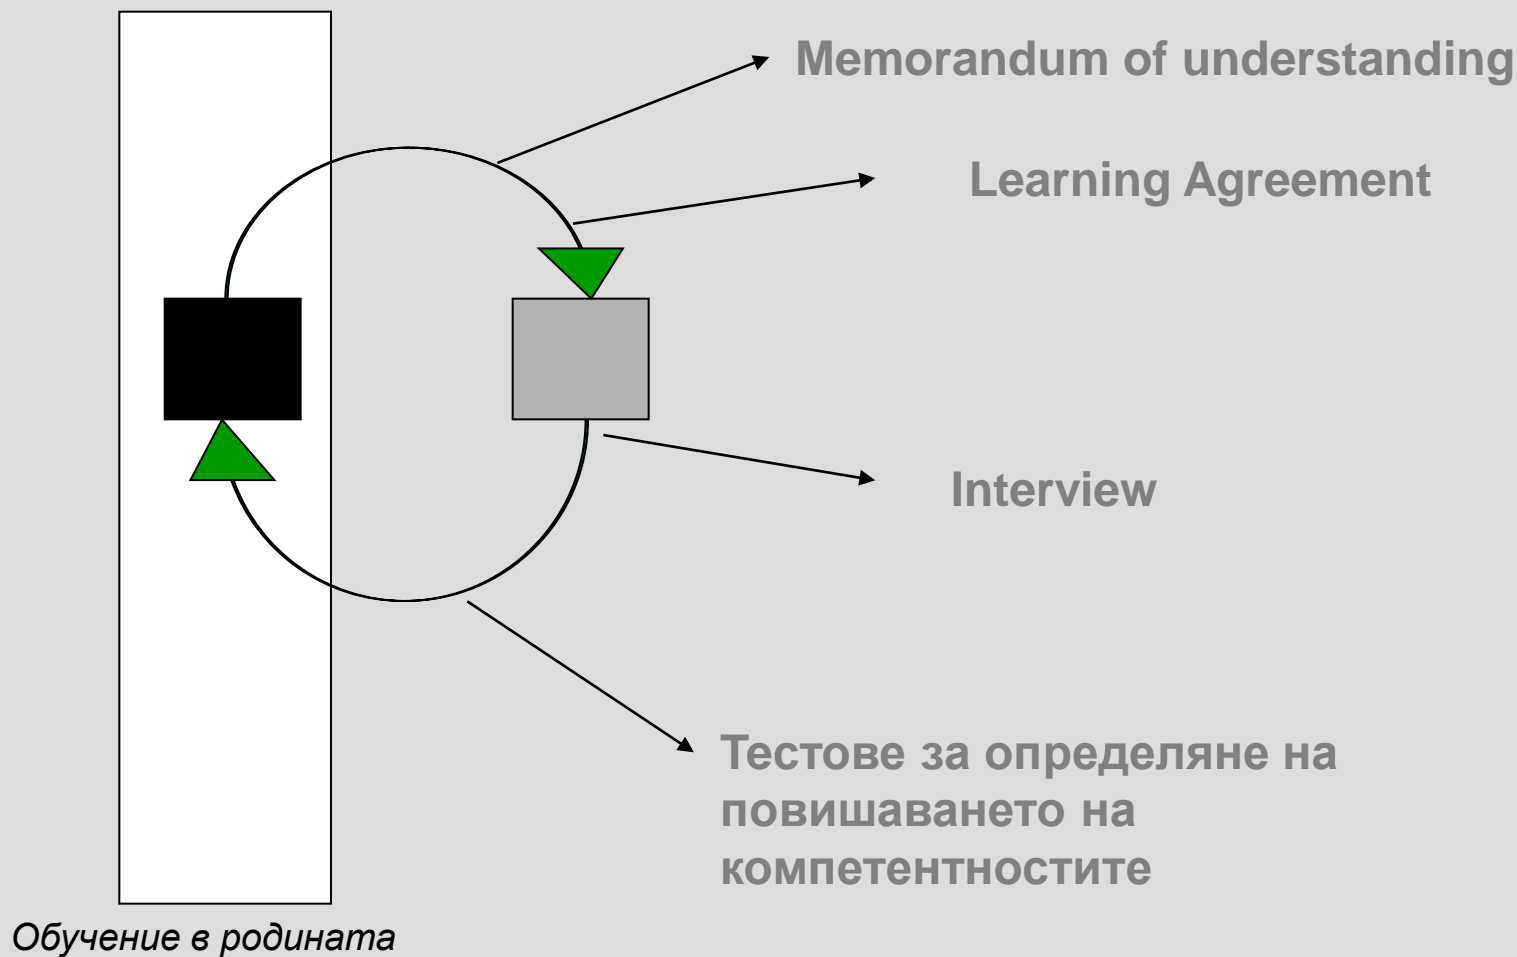 Memorandum of understanding
Learning Agreement
Interview
Тестове за определяне на
повишаването на
компетентностите
Обучение в родината